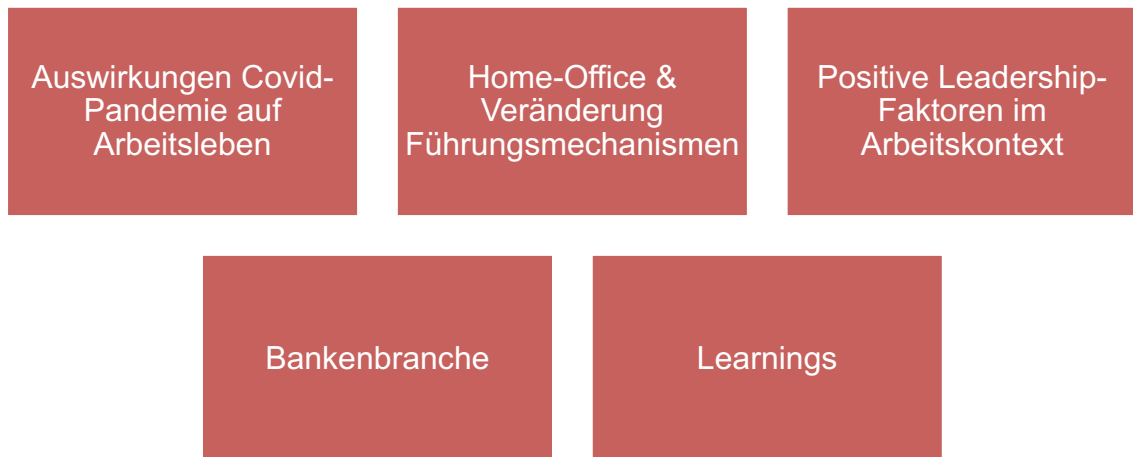 Auswirkungen Covid-
Pandemie auf
Arbeitsleben
Home-Office &
Veränderung
Führungsmechanismen
Positive Leadership-
Faktoren im
Arbeitskontext
Bankenbranche
Learnings